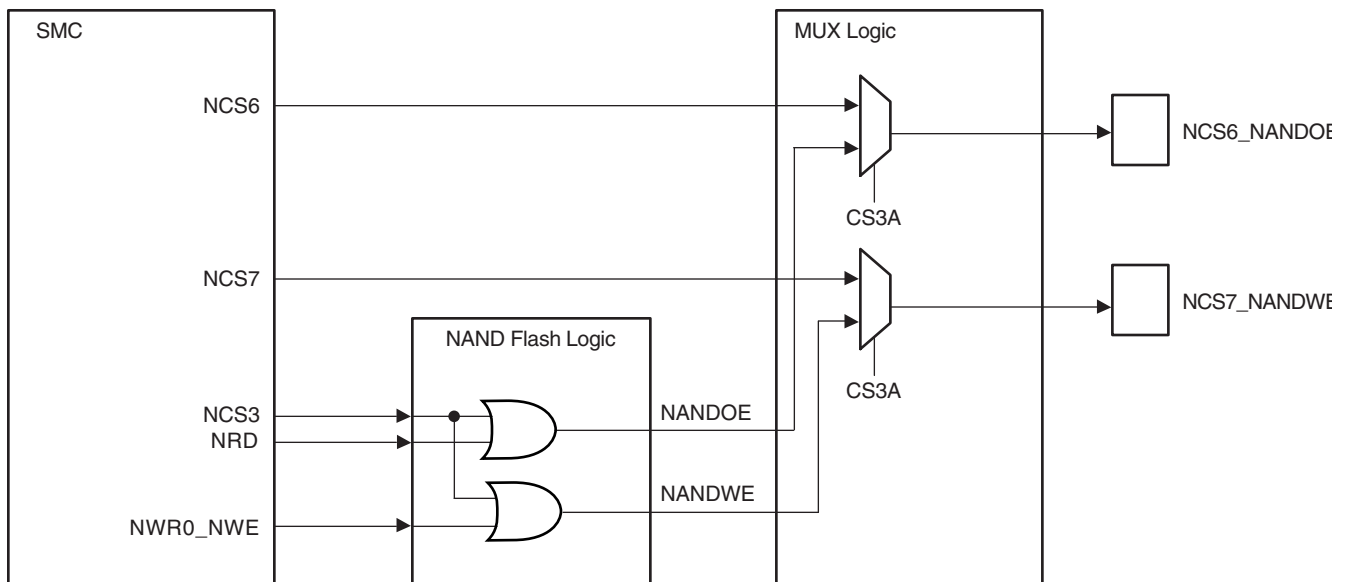 SMC
MUX Logic
NCS6
NCS6_NANDOE
CS3A
NCS7
NCS7_NANDWE
NAND Flash Logic
CS3A
NCS3
NANDOE
NRD
NANDWE
NWR0_NWE